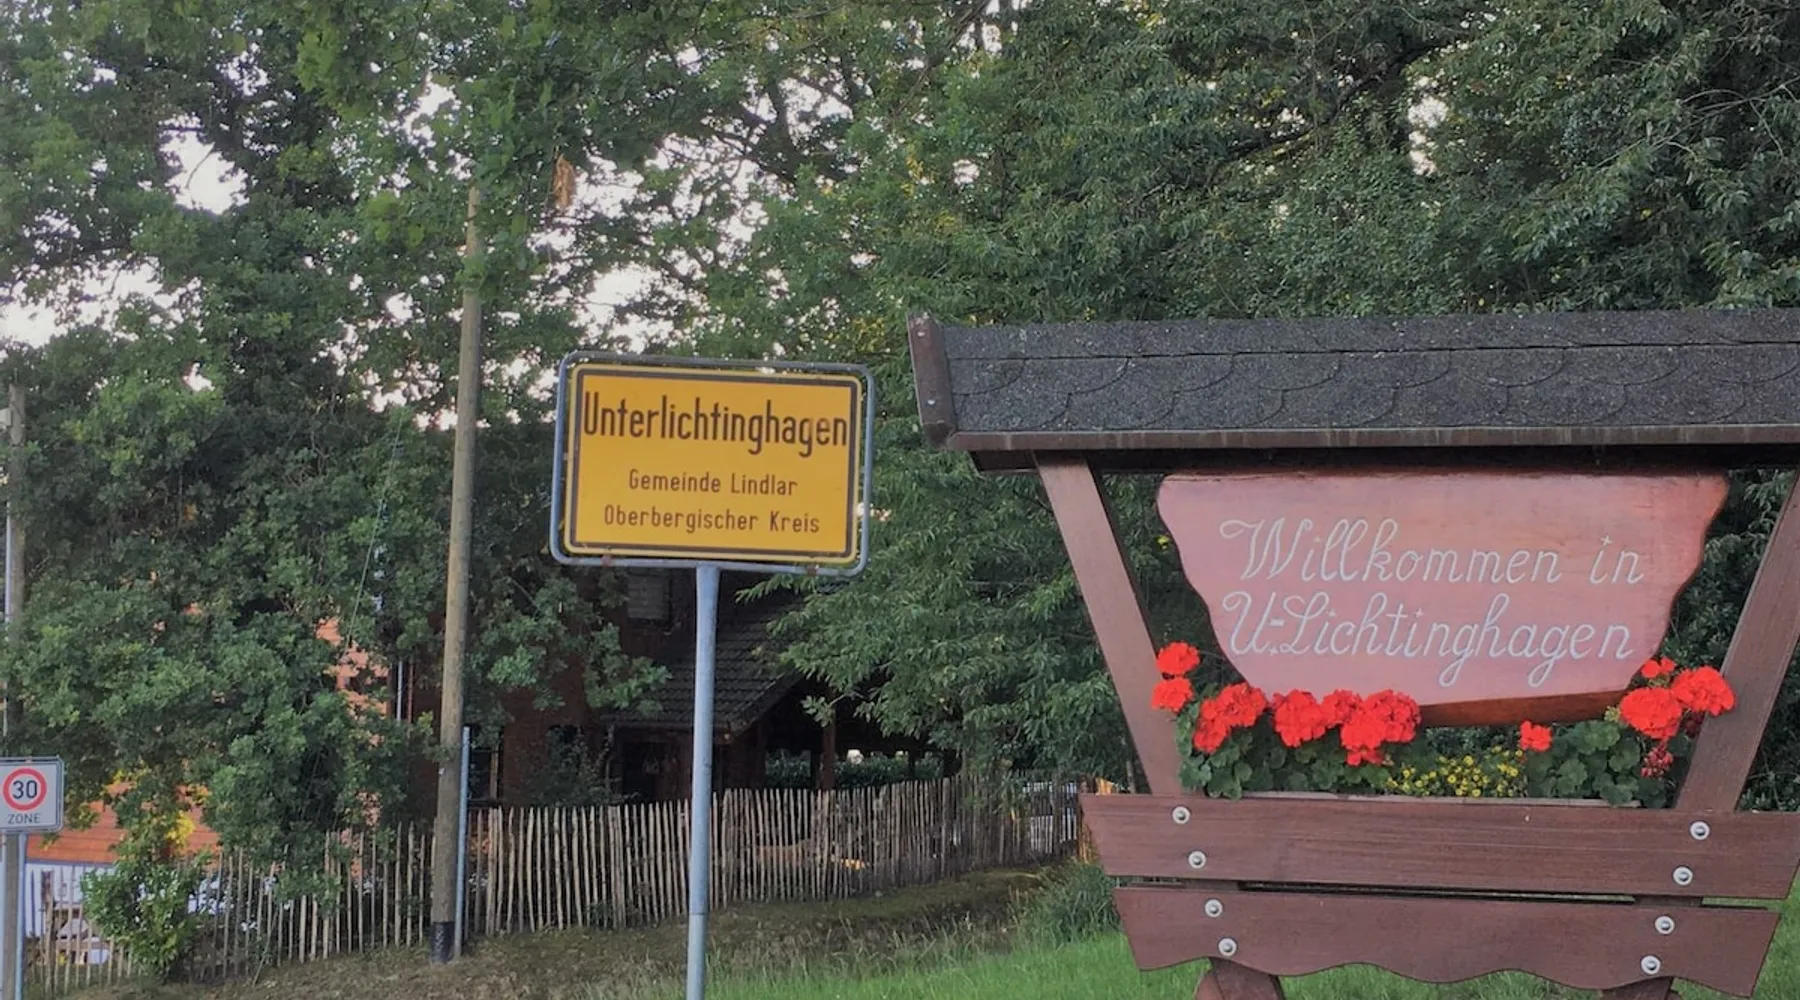 Unterlichtinghagen
Gemeinde Lindlar
Oberbergischer Kreis
Willkommen in
U.-Lichtinghagen
30
ZONE